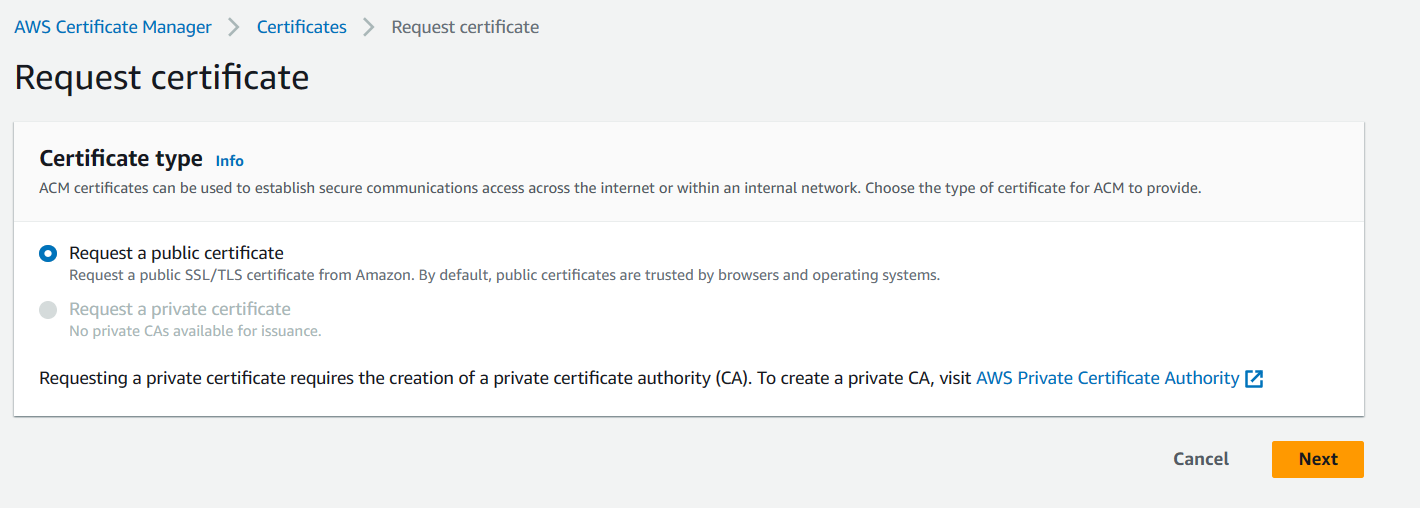 AWS Certificate Manager > Certificates > Request certificate
Request certificate
Certificate type Info
ACM certificates can be used to establish secure communications access across the internet or within an internal network. Choose the type of certificate for ACM to provide.
Request a public certificate
Request a public SSL/TLS certificate from Amazon. By default, public certificates are trusted by browsers and operating systems.
Request a private certificate
No private CAs available for issuance.
Requesting a private certificate requires the creation of a private certificate authority (CA). To create a private CA, visit AWS Private Certificate Authority
Cancel Next